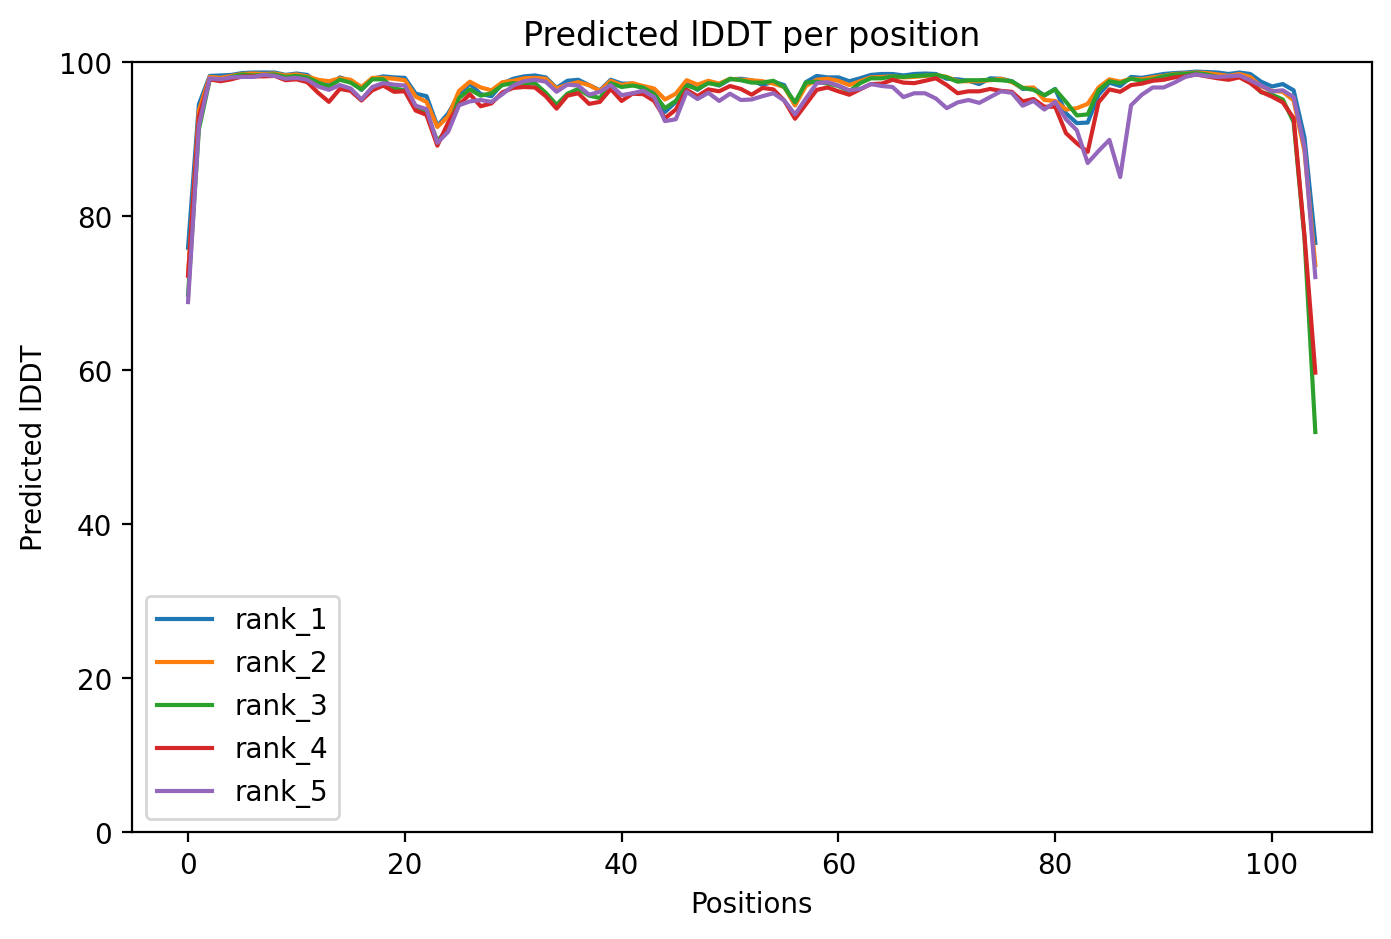 Predicted lDDT per position
100
80
60
40
20
0
Predicted lDDT
rank_1
rank_2
rank_3
rank_4
rank_5
0 20 40 60 80 100
Positions